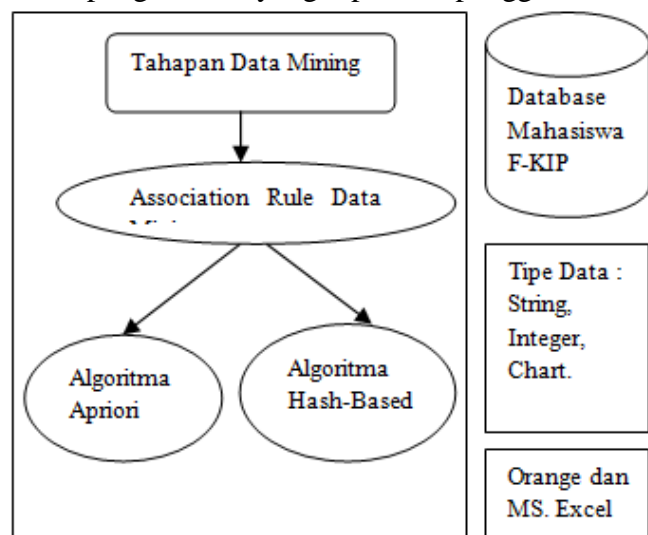 Tahapan Data Mining
Association Rule Data
Algoritma
Apriori
Algoritma
Hash-Based
Database
Mahasiswa
F-KIP
Tipe Data :
String,
Integer,
Chart.
Orange dan
MS. Excel